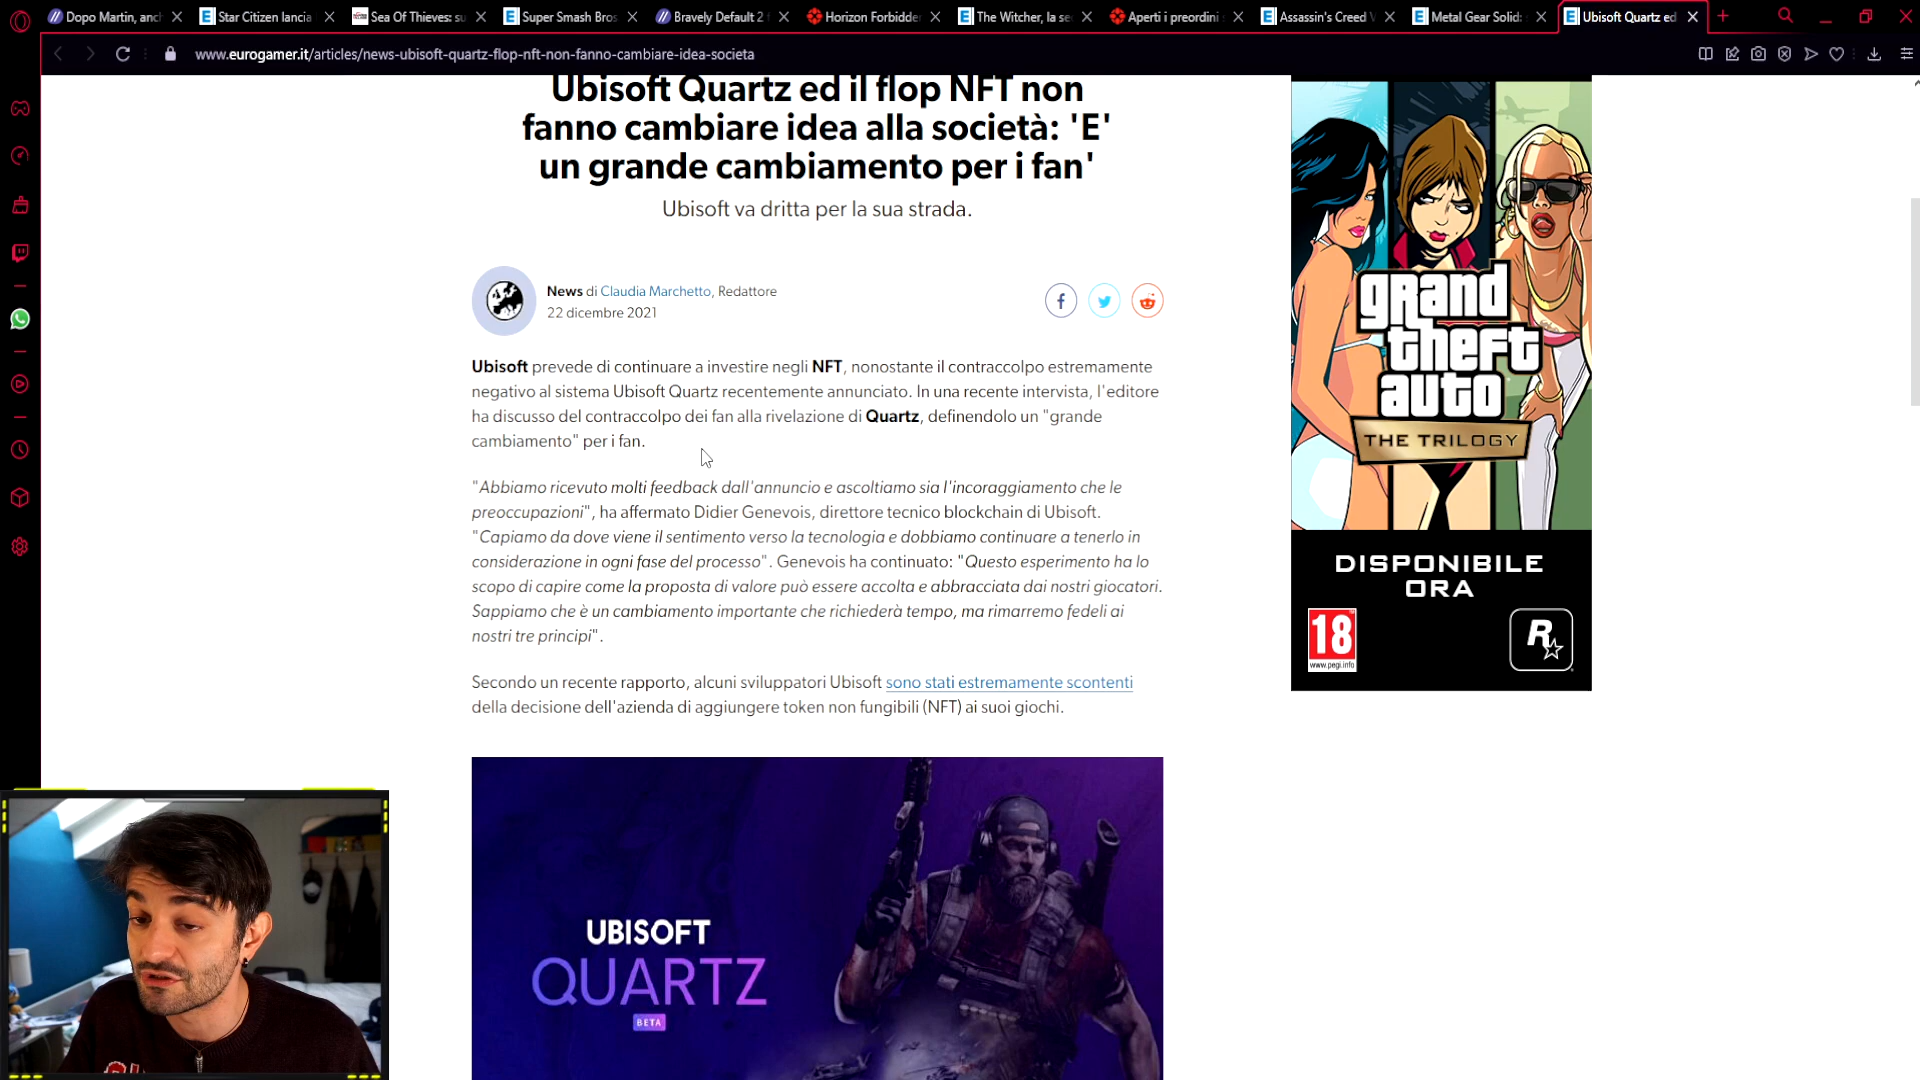 Dopo Martin, anch
Star Citizen lancia
Sea Of Thieves: su
Super Smash Bros
Bravely Default 2
Horizon Forbidden
The Witcher, la se
Aperti i preordini
Assassin's Creed V
Metal Gear Solid:
Ubisoft Quartz ed
www.eurogamer.it/articles/news-ubisoft-quartz-flop-nft-non-fanno-cambiare-idea-societa
Ubisoft Quartz ed il flop NFT non
fanno cambiare idea alla società: 'E'
un grande cambiamento per i fan'
Ubisoft va dritta per la sua strada.
News di Claudia Marchetto, Redattore
22 dicembre 2021
Ubisoft prevede di continuare a investire negli NFT, nonostante il contraccolpo estremamente
negativo al sistema Ubisoft Quartz recentemente annunciato. In una recente intervista, l'editore
ha discusso del contraccolpo dei fan alla rivelazione di Quartz, definendolo un "grande
cambiamento" per i fan.
"Abbiamo ricevuto molti feedback dall'annuncio e ascoltiamo sia l'incoraggiamento che le
preoccupazioni", ha affermato Didier Genevois, direttore tecnico blockchain di Ubisoft.
"Capiamo da dove viene il sentimento verso la tecnologia e dobbiamo continuare a tenerlo in
considerazione in ogni fase del processo". Genevois ha continuato: "Questo esperimento ha lo
scopo di capire come la proposta di valore può essere accolta e abbracciata dai nostri giocatori.
Sappiamo che è un cambiamento importante che richiederà tempo, ma rimarremo fedeli ai
nostri tre principi".
Secondo un recente rapporto, alcuni sviluppatori Ubisoft sono stati estremamente scontenti
della decisione dell'azienda di aggiungere token non fungibili (NFT) ai suoi giochi.
UBISOFT
QUARTZ
BETA
grand
theft
auto
THE TRILOGY
DISPONIBILE
ORA
18
www.pegi.info
R